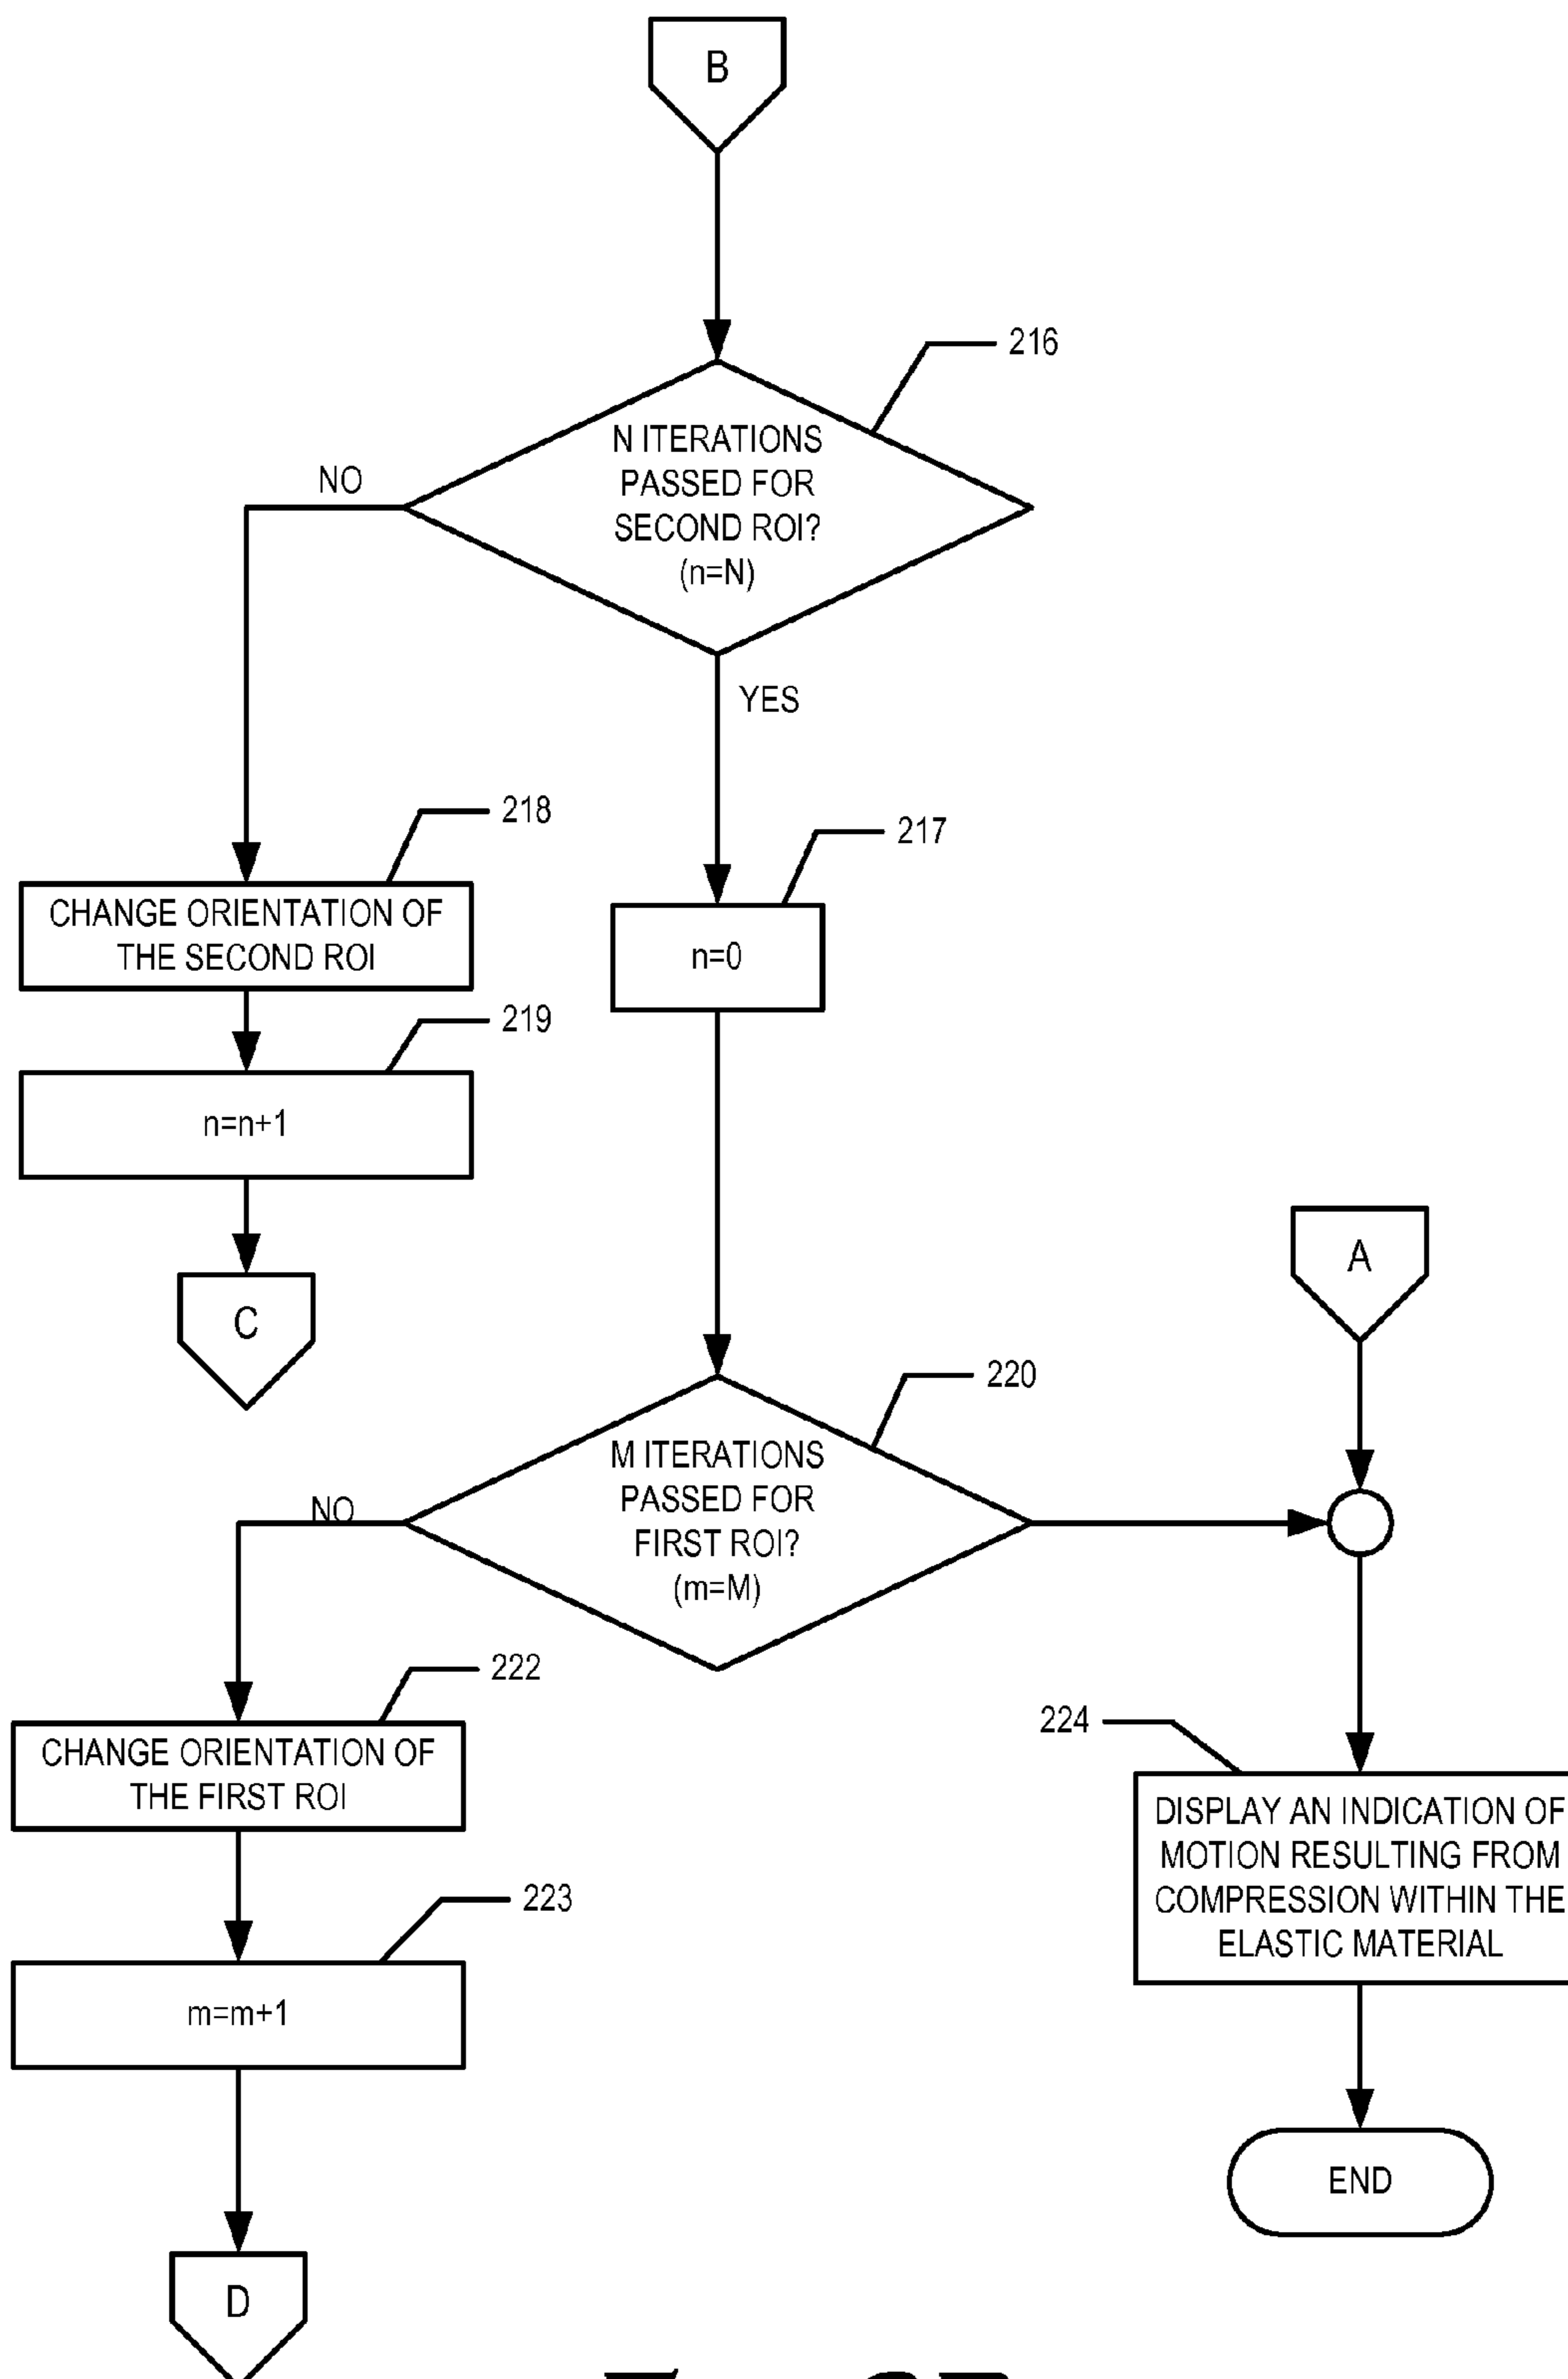 B
216
N ITERATIONS
PASSED FOR
SECOND ROI?
(n=N)
NO
YES
218
CHANGE ORIENTATION OF
THE SECOND ROI
217
n=0
219
n=n+1
C
A
220
M ITERATIONS
PASSED FOR
FIRST ROI?
(m=M)
NO
222
CHANGE ORIENTATION OF
THE FIRST ROI
224
DISPLAY AN INDICATION OF
MOTION RESULTING FROM
COMPRESSION WITHIN THE
ELASTIC MATERIAL
223
m=m+1
END
D